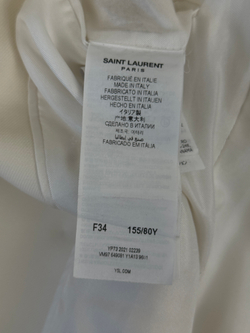 SAINT LAURENT
PARIS
FABRIQUÉ EN ITALIE
MADE IN ITALY
FABBRICATO IN ITALIA
HERGESTELLT IN ITALIEN
HECHO EN ITALIA
イタリア製
产地:意大利
СДЕЛАНО В ИТАЛИИ
FABRICADO EM ITÁLIA
F34 155/80Y